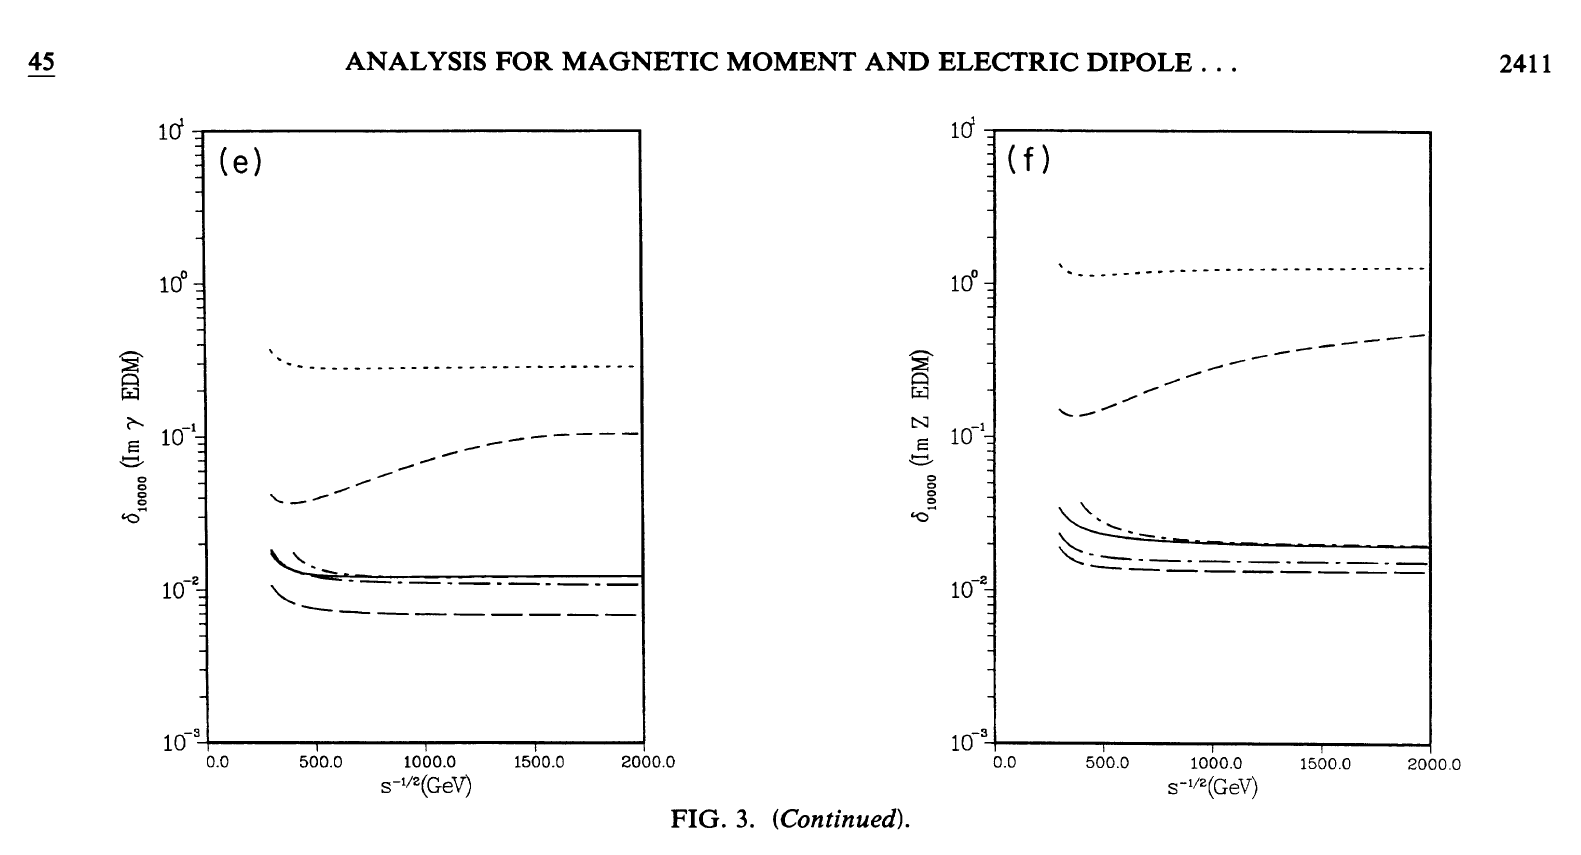 45 ANALYSIS FOR MAGNETIC MOMENT AND ELECTRIC DIPOLE . . . 2411
(e)
10¹
10⁰
10⁻¹
10⁻²
10⁻³
δ₁₀₀₀₀ (Im γ EDM)
0.0 500.0 1000.0 1500.0 2000.0
s⁻¹/²(GeV)
(f)
10¹
10⁰
10⁻¹
10⁻²
10⁻³
δ₁₀₀₀₀ (Im Z EDM)
0.0 500.0 1000.0 1500.0 2000.0
s⁻¹/²(GeV)
FIG. 3. (Continued).